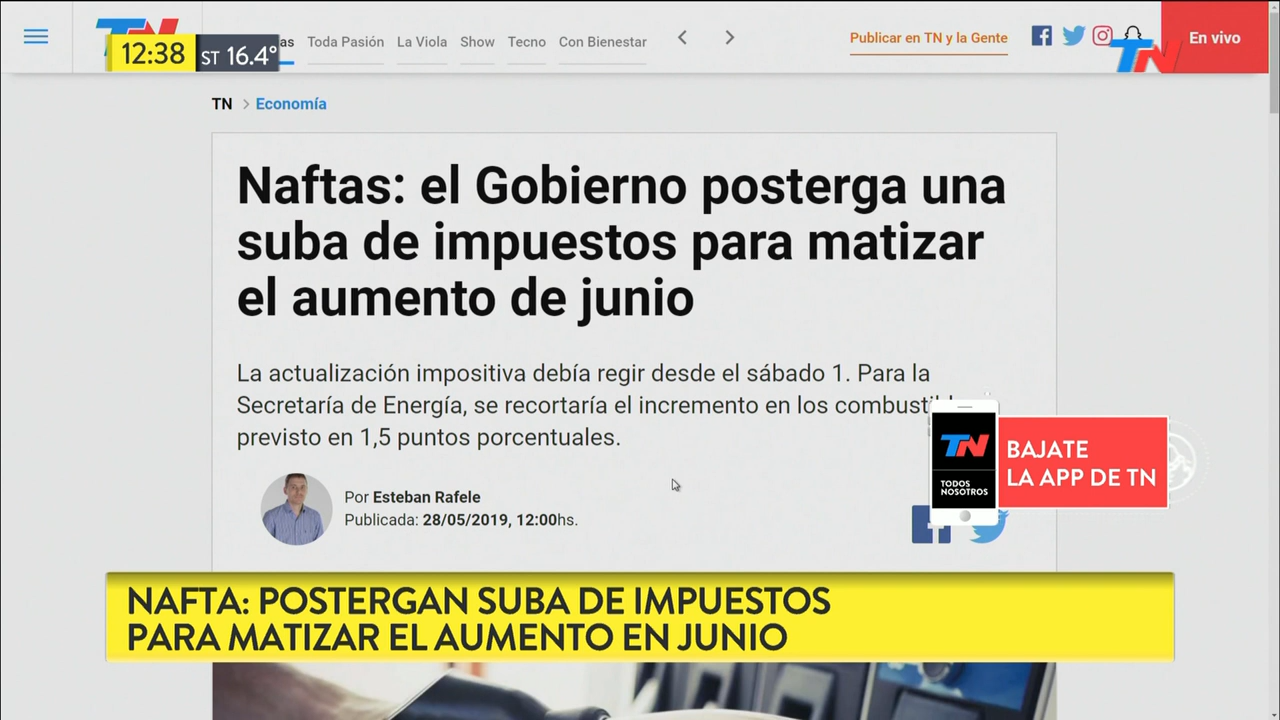 TN
12:38 ST 16.4°
as Toda Pasión La Viola Show Tecno Con Bienestar
Publicar en TN y la Gente
TN
En vivo
TN > Economía
Naftas: el Gobierno posterga una
suba de impuestos para matizar
el aumento de junio
La actualización impositiva debía regir desde el sábado 1. Para la
Secretaría de Energía, se recortaría el incremento en los
previsto en 1,5 puntos porcentuales.
Por Esteban Rafele
Publicada: 28/05/2019, 12:00hs.
TN
TODOS
NOSOTROS
BAJATE
LA APP DE TN
NAFTA: POSTERGAN SUBA DE IMPUESTOS
PARA MATIZAR EL AUMENTO EN JUNIO